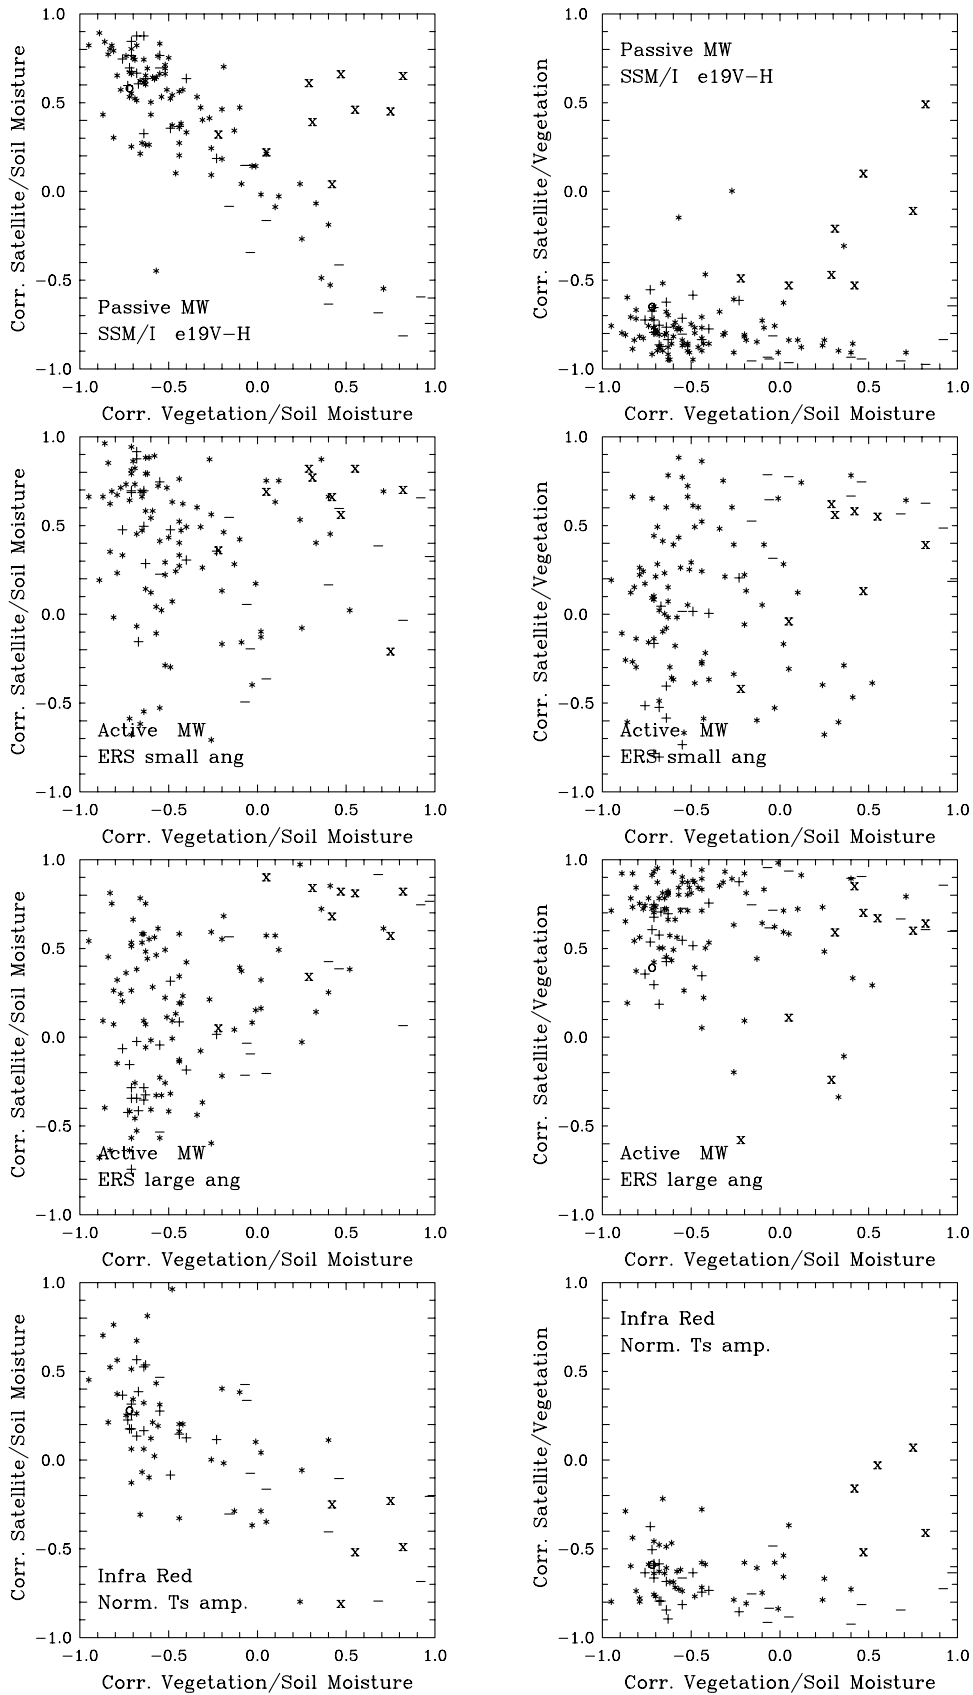 1.0
0.5
0.0
−0.5
−1.0
Corr. Satellite/Soil Moisture
Passive MW
SSM/I e19V−H
−1.0 −0.5 0.0 0.5 1.0
Corr. Vegetation/Soil Moisture
1.0
0.5
0.0
−0.5
−1.0
Corr. Satellite/Vegetation
Passive MW
SSM/I e19V−H
−1.0 −0.5 0.0 0.5 1.0
Corr. Vegetation/Soil Moisture
1.0
0.5
0.0
−0.5
−1.0
Corr. Satellite/Soil Moisture
Active MW
ERS small ang
−1.0 −0.5 0.0 0.5 1.0
Corr. Vegetation/Soil Moisture
1.0
0.5
0.0
−0.5
−1.0
Corr. Satellite/Vegetation
Active MW
ERS small ang
−1.0 −0.5 0.0 0.5 1.0
Corr. Vegetation/Soil Moisture
1.0
0.5
0.0
−0.5
−1.0
Corr. Satellite/Soil Moisture
Active MW
ERS large ang
−1.0 −0.5 0.0 0.5 1.0
Corr. Vegetation/Soil Moisture
1.0
0.5
0.0
−0.5
−1.0
Corr. Satellite/Vegetation
Active MW
ERS large ang
−1.0 −0.5 0.0 0.5 1.0
Corr. Vegetation/Soil Moisture
1.0
0.5
0.0
−0.5
−1.0
Corr. Satellite/Soil Moisture
Infra Red
Norm. Ts amp.
−1.0 −0.5 0.0 0.5 1.0
Corr. Vegetation/Soil Moisture
1.0
0.5
0.0
−0.5
−1.0
Corr. Satellite/Vegetation
Infra Red
Norm. Ts amp.
−1.0 −0.5 0.0 0.5 1.0
Corr. Vegetation/Soil Moisture